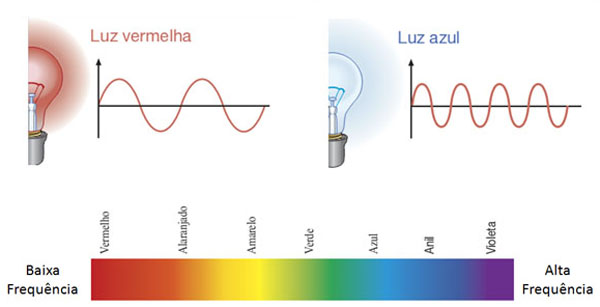 Luz vermelha
Luz azul
Vermelho
Alaranjado
Amarelo
Verde
Azul
Anil
Violeta
Baixa
Frequência
Alta
Frequência